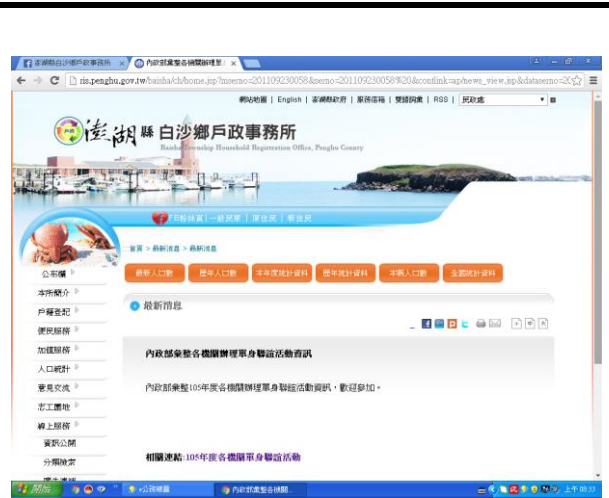 澎湖縣白沙鄉戶政事務所
內政部彙整各機關辦理單
ris.penghu.gov.tw/baisha/ch/home.jsp?mserno=201109230058&serno=201109230058%20&contlink=ap/news_view.jsp&dataserno=20
網站地圖 | English | 澎湖縣政府 | 服務信箱 | 雙語詞彙 | RSS | 民政處
澎湖縣 白沙鄉戶政事務所
Baisha Township Household Registration Office, Penghu County
FB粉絲頁 | 一般民眾 | 原住民 | 新住民
首頁 > 最新消息 > 最新消息
最新人口數 歷年人口數 本年度統計資料 歷年統計資料 本縣人口數 全國統計資料
公布欄
本所簡介
戶籍登記
便民服務
加值服務
人口統計
意見交流
志工園地
線上服務
資訊公開
分類檢索
最新消息
內政部彙整各機關辦理單身聯誼活動資訊
內政部彙整105年度各機關辦理單身聯誼活動資訊，歡迎參加。
相關連結:105年度各機關單身聯誼活動
開始
e公務總臺
內政部彙整各機關...
上午 08:33